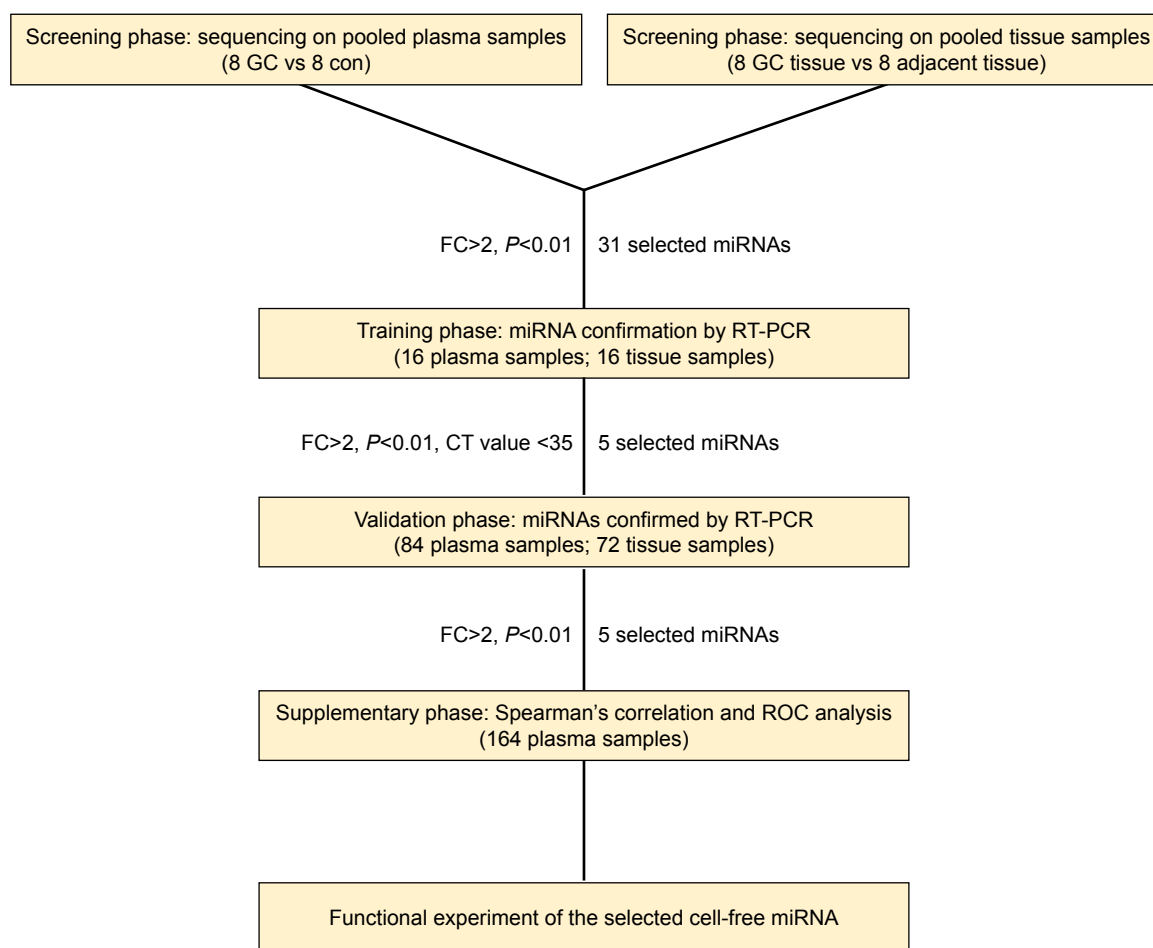 Screening phase: sequencing on pooled plasma samples
(8 GC vs 8 con)
Screening phase: sequencing on pooled tissue samples
(8 GC tissue vs 8 adjacent tissue)
FC>2, P<0.01
31 selected miRNAs
Training phase: miRNA confirmation by RT-PCR
(16 plasma samples; 16 tissue samples)
FC>2, P<0.01, CT value <35
5 selected miRNAs
Validation phase: miRNAs confirmed by RT-PCR
(84 plasma samples; 72 tissue samples)
FC>2, P<0.01
5 selected miRNAs
Supplementary phase: Spearman’s correlation and ROC analysis
(164 plasma samples)
Functional experiment of the selected cell-free miRNA